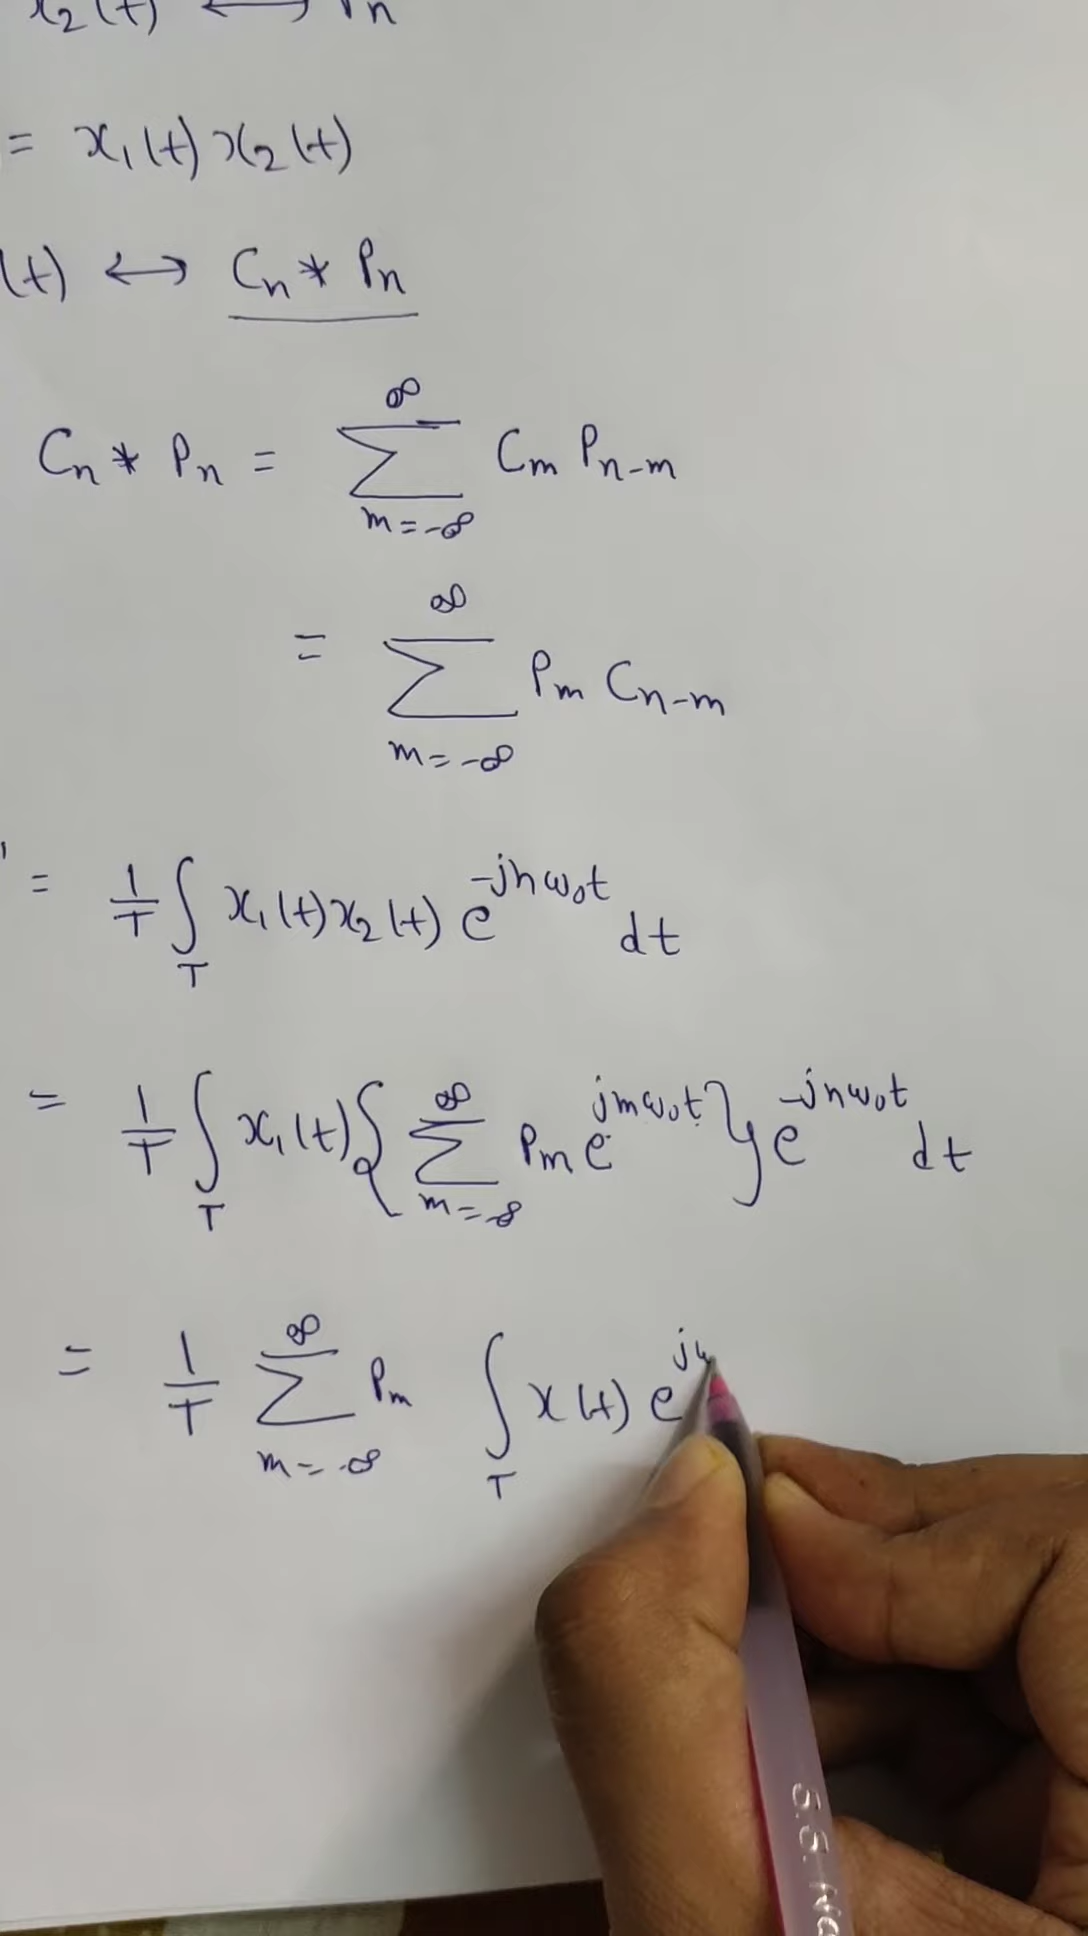 x₂(t) ⟷ Pₙ
= x₁(t) x₂(t)
(t) ⟷ Cₙ * Pₙ
Cₙ * Pₙ = ∑_{m=-∞}^{∞} Cₘ Pₙ₋ₘ
= ∑_{m=-∞}^{∞} Pₘ Cₙ₋ₘ
= 1/T ∫_T x₁(t) x₂(t) e^{-jnω₀t} dt
= 1/T ∫_T x₁(t) { ∑_{m=-∞}^{∞} Pₘ e^{jmω₀t} } e^{-jnω₀t} dt
= 1/T ∑_{m=-∞}^{∞} Pₘ ∫_T x(t) e^{j
S.S.